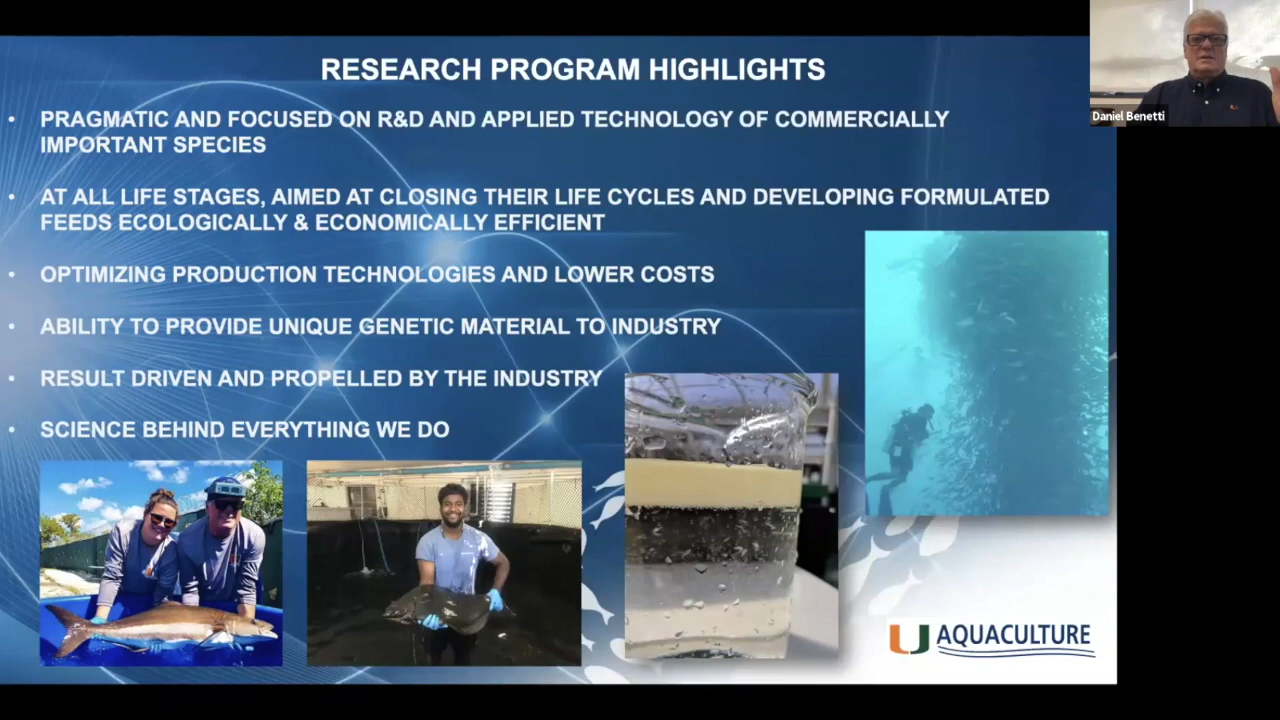 RESEARCH PROGRAM HIGHLIGHTS
• PRAGMATIC AND FOCUSED ON R&D AND APPLIED TECHNOLOGY OF COMMERCIALLY
IMPORTANT SPECIES
• AT ALL LIFE STAGES, AIMED AT CLOSING THEIR LIFE CYCLES AND DEVELOPING FORMULATED
FEEDS ECOLOGICALLY & ECONOMICALLY EFFICIENT
• OPTIMIZING PRODUCTION TECHNOLOGIES AND LOWER COSTS
• ABILITY TO PROVIDE UNIQUE GENETIC MATERIAL TO INDUSTRY
• RESULT DRIVEN AND PROPELLED BY THE INDUSTRY
• SCIENCE BEHIND EVERYTHING WE DO
U AQUACULTURE
Daniel Benetti